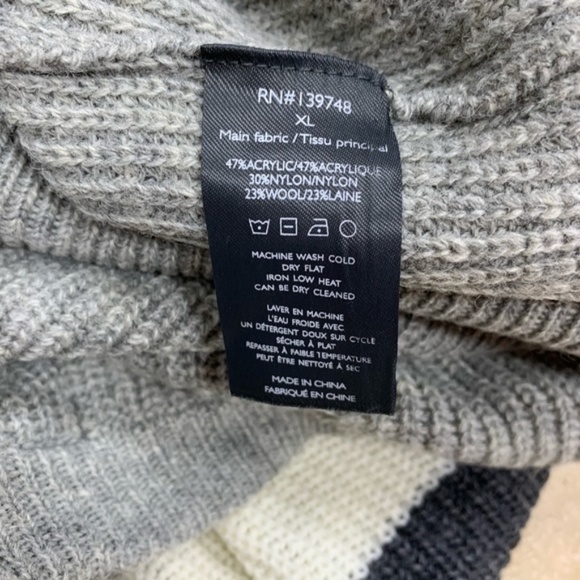 RN#139748
XL
Main fabric/Tissu principal
47%ACRYLIC/47%ACRYLIQUE
30%NYLON/NYLON
23%WOOL/23%LAINE
MACHINE WASH COLD
DRY FLAT
IRON LOW HEAT
CAN BE DRY CLEANED
LAVER EN MACHINE
L'EAU FROIDE AVEC
UN DÉTERGENT DOUX SUR CYCLE
SÉCHER À PLAT
REPASSER À FAIBLE TEMPERATURE
PEUT ÊTRE NETTOYÉ À SEC
MADE IN CHINA
FABRIQUÉ EN CHINE